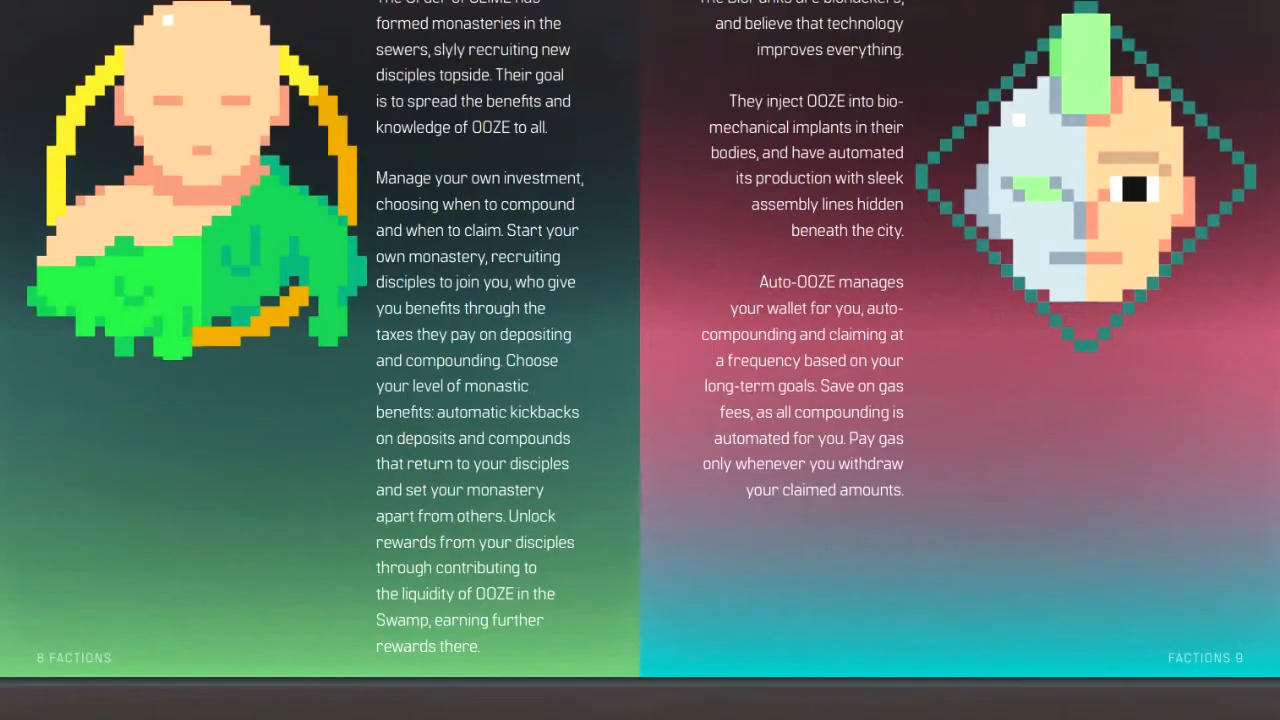 The Order of SLIME has
formed monasteries in the
sewers, slyly recruiting new
disciples topside. Their goal
is to spread the benefits and
knowledge of OOZE to all.
Manage your own investment,
choosing when to compound
and when to claim. Start your
own monastery, recruiting
disciples to join you, who give
you benefits through the
taxes they pay on depositing
and compounding. Choose
your level of monastic
benefits: automatic kickbacks
on deposits and compounds
that return to your disciples
and set your monastery
apart from others. Unlock
rewards from your disciples
through contributing to
the liquidity of OOZE in the
Swamp, earning further
rewards there.
8 FACTIONS
The BioPunks are biohackers,
and believe that technology
improves everything.
They inject OOZE into bio-
mechanical implants in their
bodies, and have automated
its production with sleek
assembly lines hidden
beneath the city.
Auto-OOZE manages
your wallet for you, auto-
compounding and claiming at
a frequency based on your
long-term goals. Save on gas
fees, as all compounding is
automated for you. Pay gas
only whenever you withdraw
your claimed amounts.
FACTIONS 9